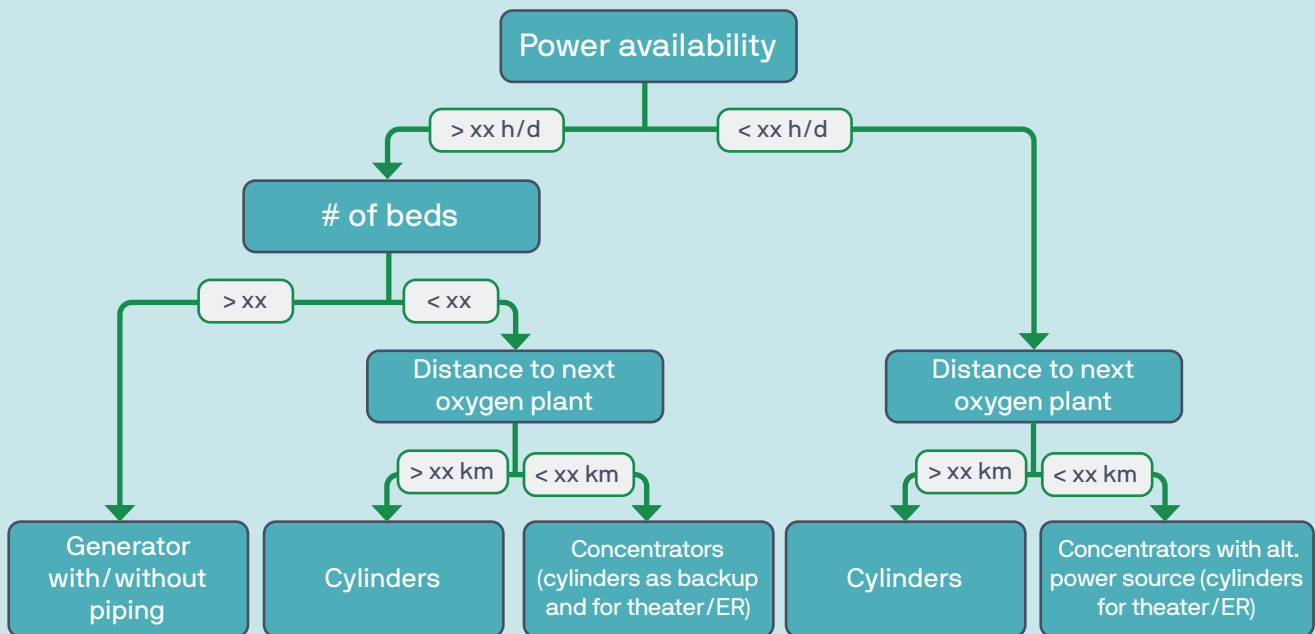 Power availability
> xx h/d
< xx h/d
# of beds
> xx
< xx
Distance to next
oxygen plant
Distance to next
oxygen plant
> xx km
< xx km
> xx km
< xx km
Generator
with/without
piping
Cylinders
Concentrators
(cylinders as backup
and for theater/ER)
Cylinders
Concentrators with alt.
power source (cylinders
for theater/ER)